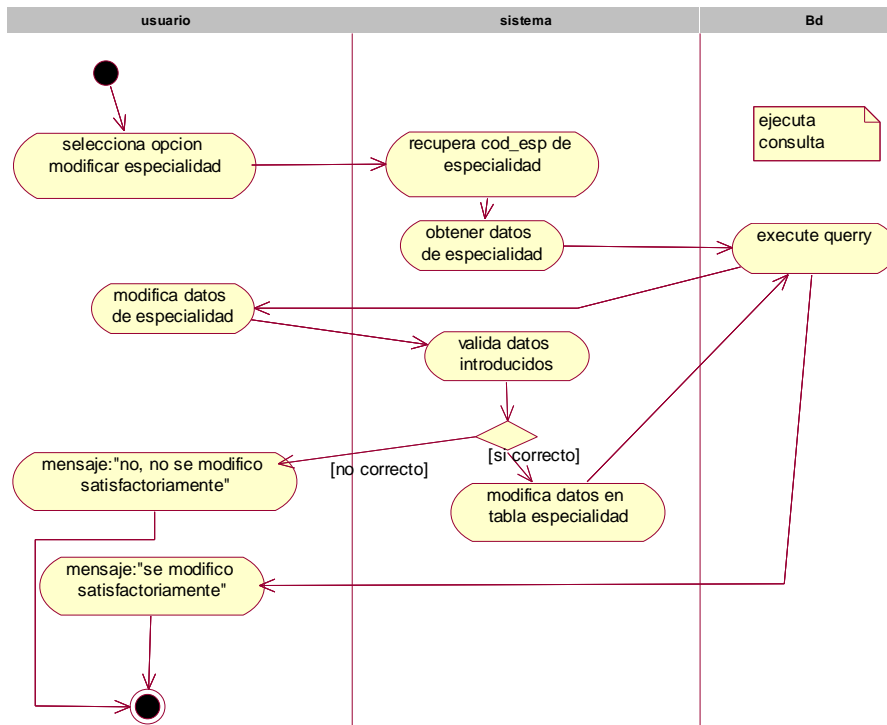 usuario
sistema
Bd
selecciona opcion
modificar especialidad
recupera cod_esp de
especialidad
ejecuta
consulta
obtener datos
de especialidad
execute querry
modifica datos
de especialidad
valida datos
introducidos
[si correcto]
[no correcto]
mensaje:"no, no se modifico
satisfactoriamente"
modifica datos en
tabla especialidad
mensaje:"se modifico
satisfactoriamente"